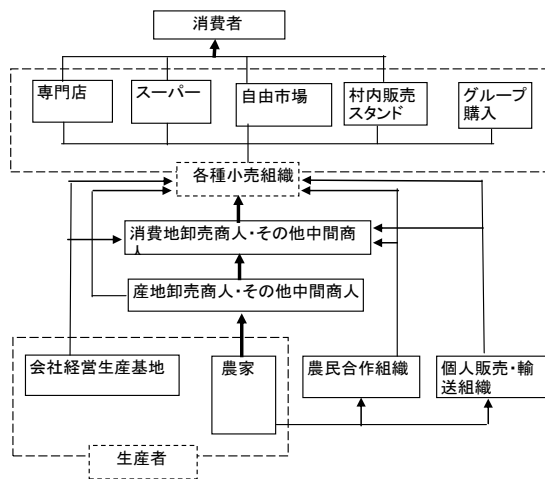 消費者
専門店
スーパー
自由市場
村内販売
スタンド
グループ
購入
各種小売組織
消費地卸売商人・その他中間商
人
産地卸売商人・その他中間商人
会社経営生産基地
農家
農民合作組織
個人販売・輸
送組織
生産者